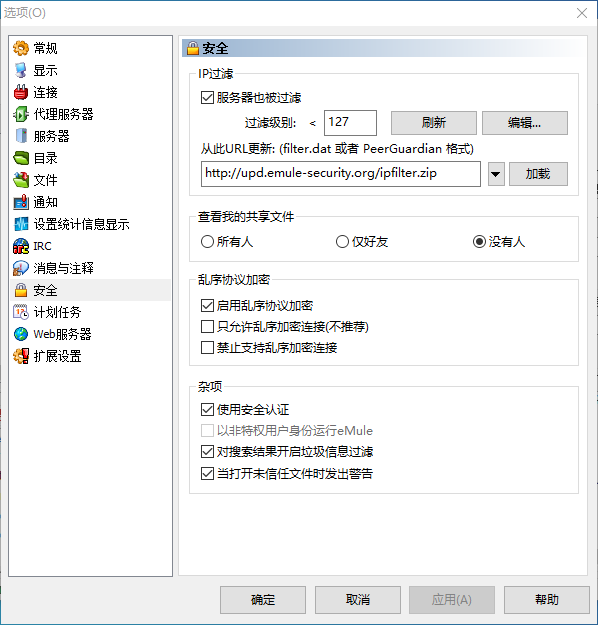 选项(O)
常规
显示
连接
代理服务器
服务器
目录
文件
通知
设置统计信息显示
IRC
消息与注释
安全
计划任务
Web服务器
扩展设置
安全
IP过滤
服务器也被过滤
过滤级别: < 127 刷新 编辑...
从此URL更新: (filter.dat 或者 PeerGuardian 格式)
http://upd.emule-security.org/ipfilter.zip 加载
查看我的共享文件
所有人 仅好友 没有人
乱序协议加密
启用乱序协议加密
只允许乱序加密连接(不推荐)
禁止支持乱序加密连接
杂项
使用安全认证
以非特权用户身份运行eMule
对搜索结果开启垃圾信息过滤
当打开未信任文件时发出警告
确定 取消 应用(A) 帮助